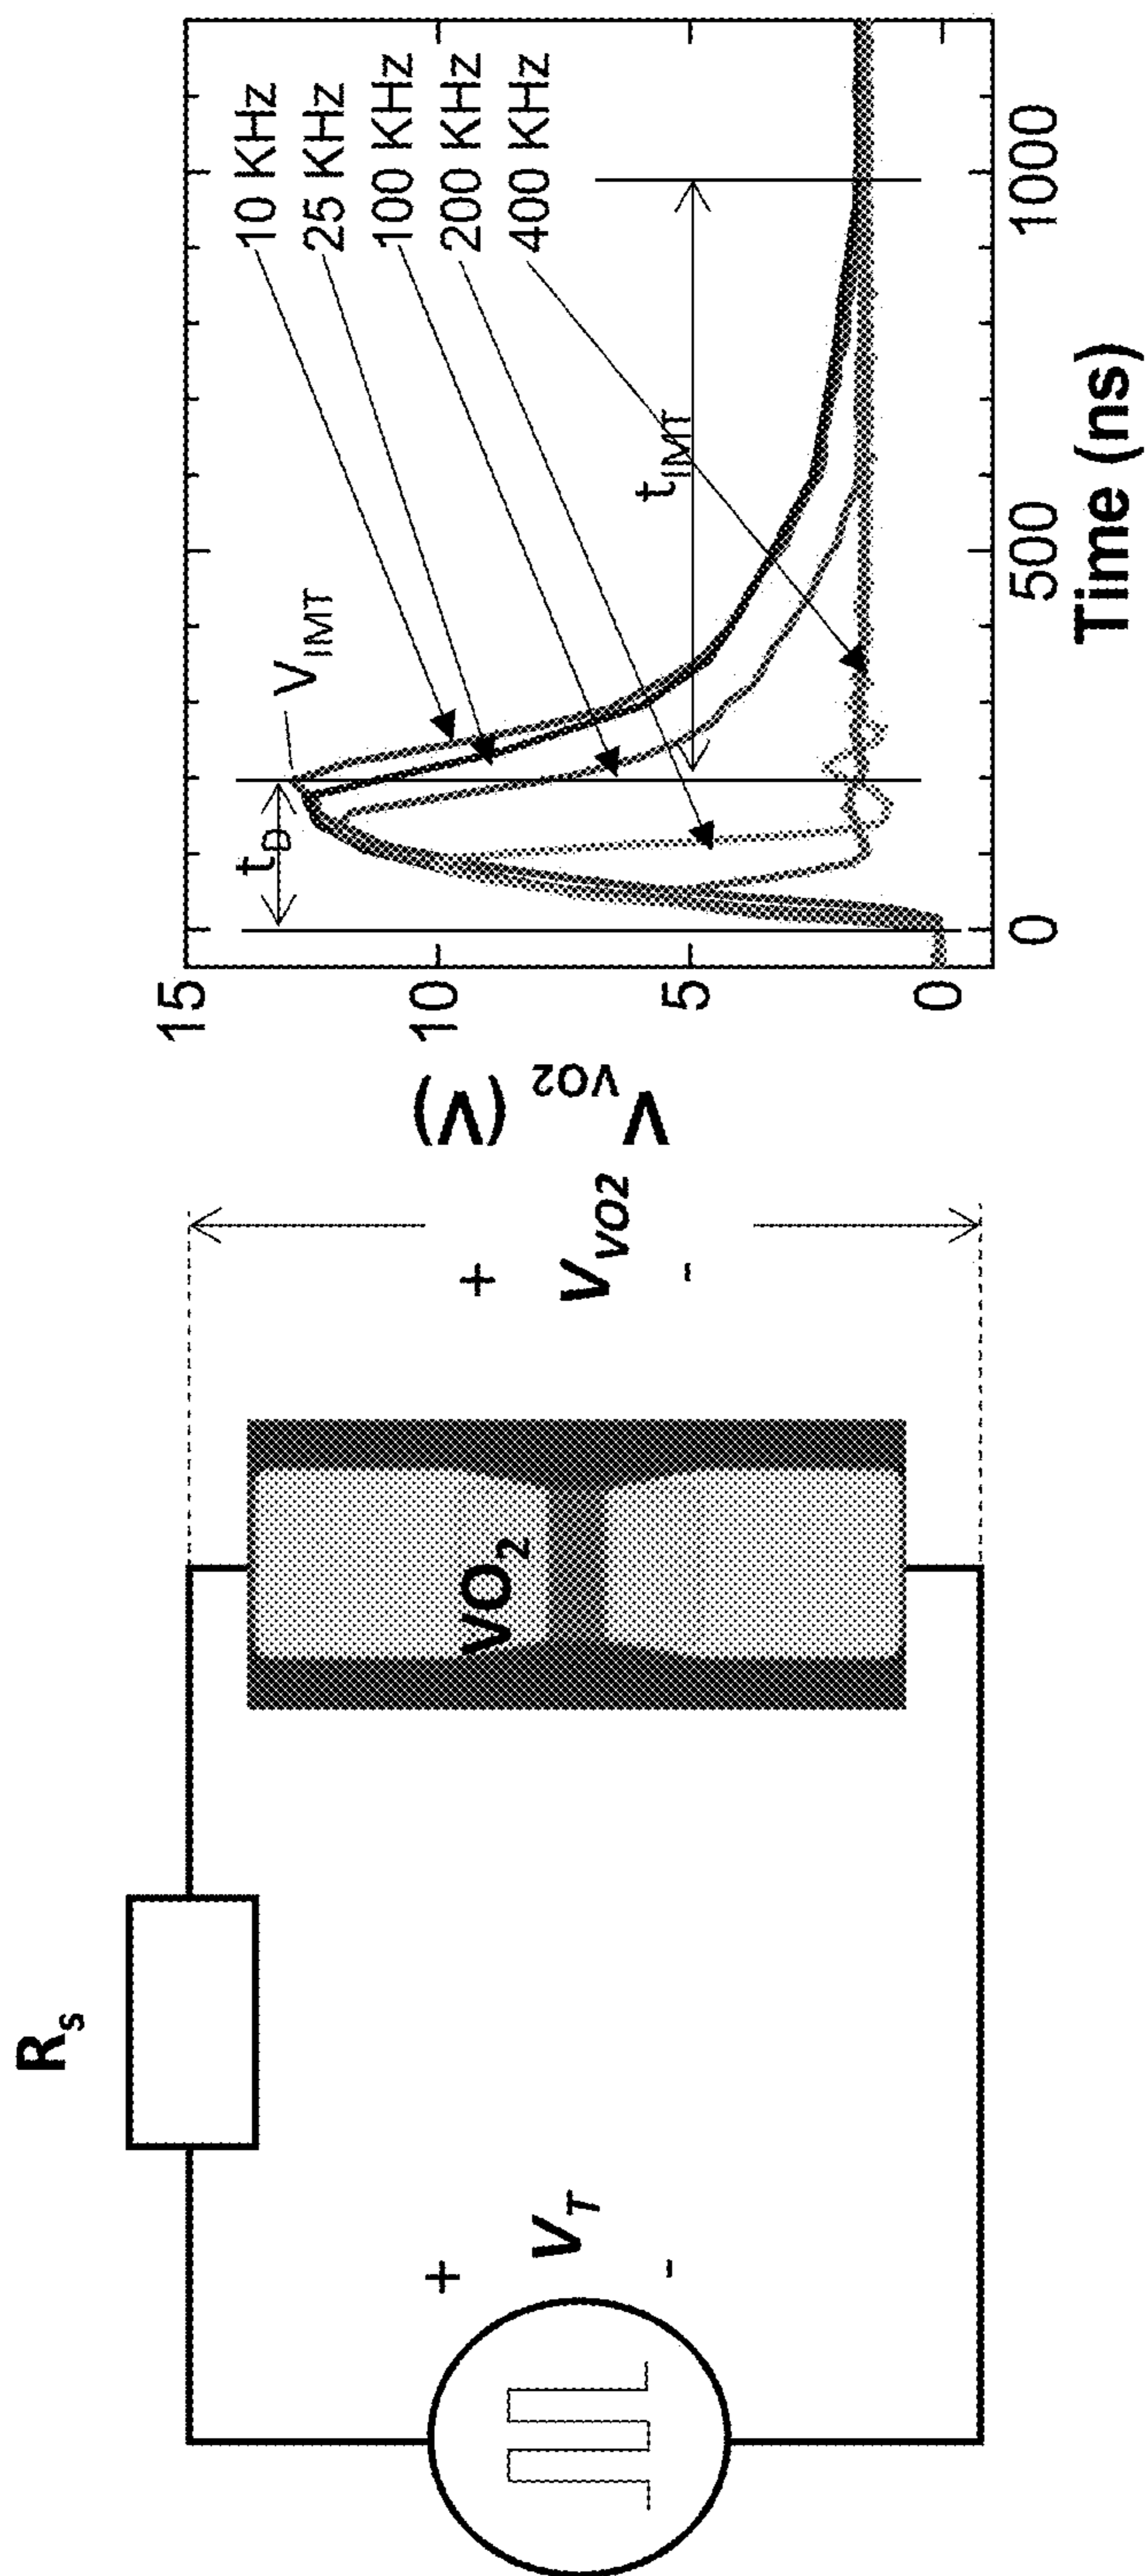 R_s
+
V_T
-
VO_2
+
V_VO2
-
V_VO2 (V)
15
10
5
0
t_D
V_IMT
t_IMT
10 KHz
25 KHz
100 KHz
200 KHz
400 KHz
0
500
1000
Time (ns)